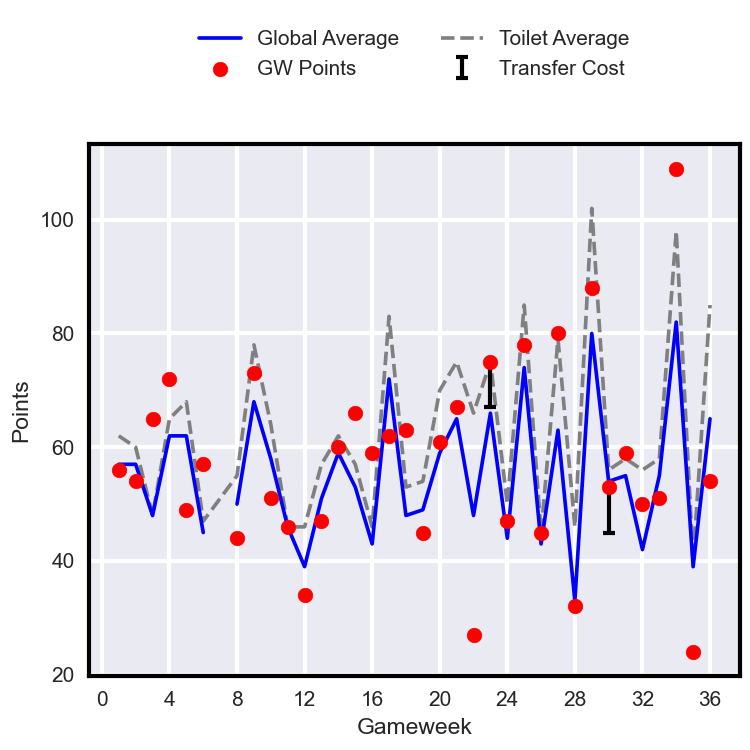 Global Average
Toilet Average
GW Points
Transfer Cost
100
80
60
40
20
Points
0 4 8 12 16 20 24 28 32 36
Gameweek